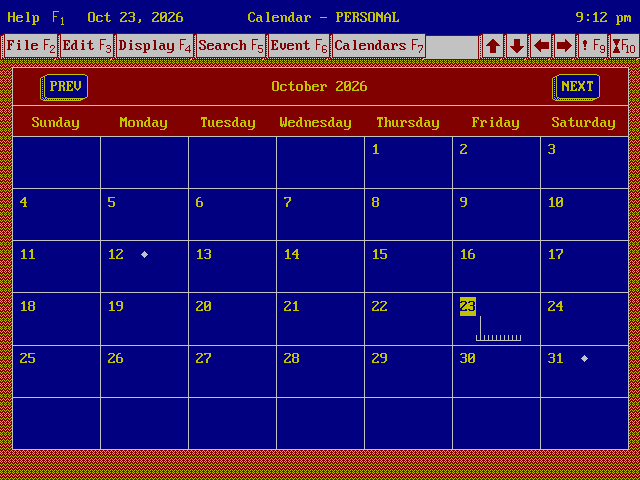 Help F1 Oct 23, 2026 Calendar - PERSONAL 9:12 pm
File F2 Edit F3 Display F4 Search F5 Event F6 Calendars F7 ! F9 F10
PREV October 2026 NEXT
Sunday Monday Tuesday Wednesday Thursday Friday Saturday
1 2 3
4 5 6 7 8 9 10
11 12 13 14 15 16 17
18 19 20 21 22 23 24
25 26 27 28 29 30 31